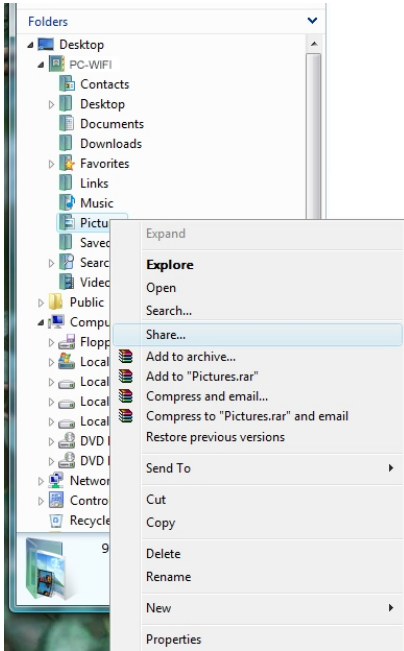 Folders
Desktop
PC-WIFI
Contacts
Desktop
Documents
Downloads
Favorites
Links
Music
Pictu
Saved
Searc
Video
Public
Compu
Flopp
Local
Local
Local
Local
DVD
DVD
Networ
Contro
Recycle
9
Expand
Explore
Open
Search...
Share...
Add to archive...
Add to "Pictures.rar"
Compress and email...
Compress to "Pictures.rar" and email
Restore previous versions
Send To
Cut
Copy
Delete
Rename
New
Properties